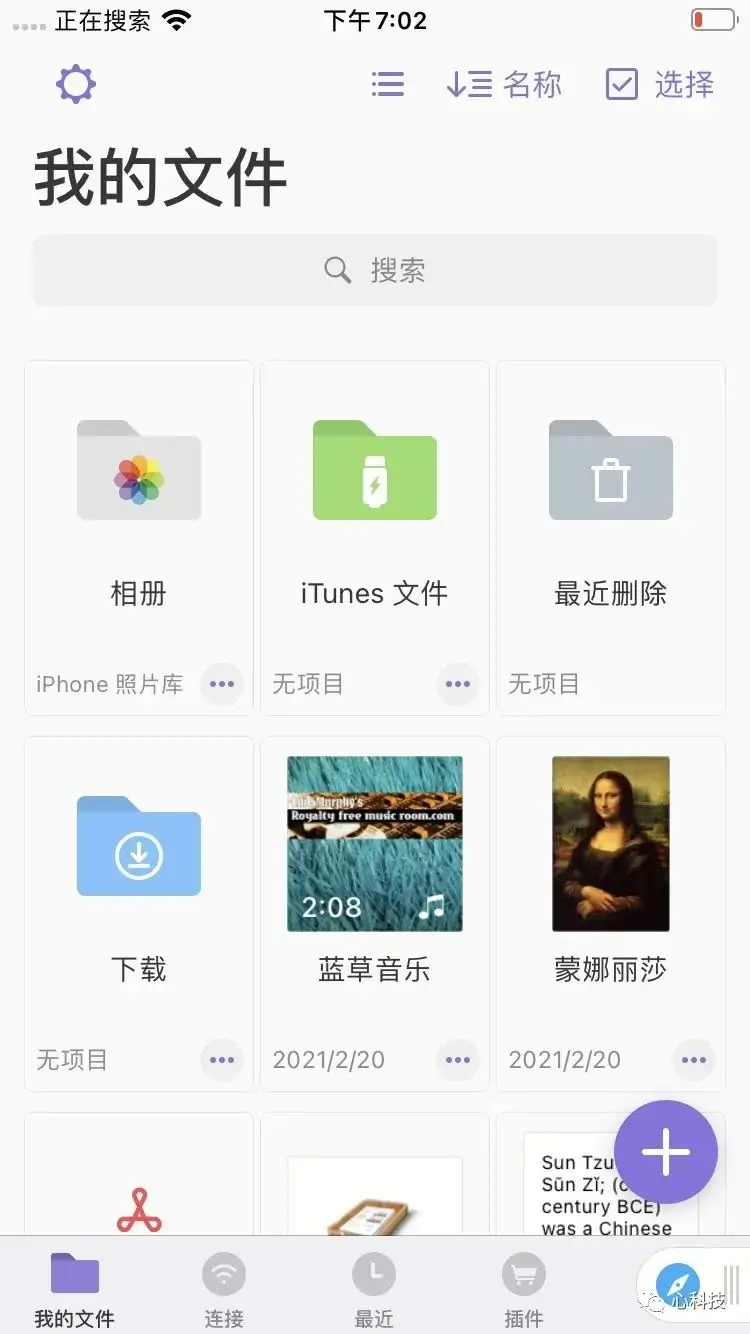 正在搜索
下午7:02
名称
选择
我的文件
搜索
相册
iTunes 文件
最近删除
iPhone 照片库
无项目
无项目
Royalty free music room.com
2:08
下载
蓝草音乐
蒙娜丽莎
无项目
2021/2/20
2021/2/20
Sun Tzu
Sūn Zǐ; (c
century BCE)
was a Chinese
我的文件
连接
最近
插件
心科技